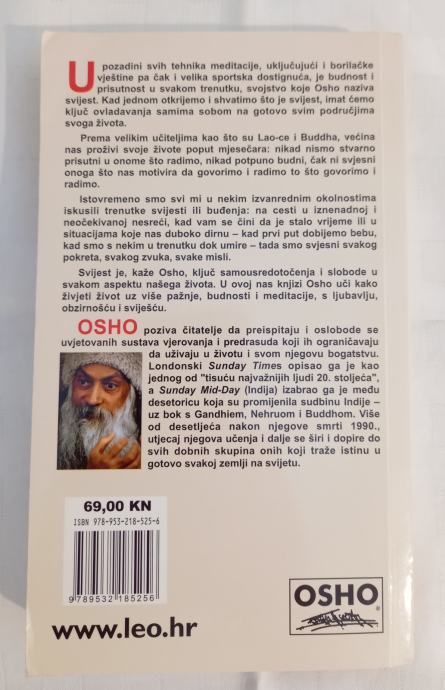 U pozadini svih tehnika meditacije, uključujući i borilačke
vještine pa čak i velika sportska dostignuća, je budnost i
prisutnost u svakom trenutku, svojstvo koje Osho naziva
svijest. Kad jednom otkrijemo i shvatimo što je svijest, imat ćemo
ključ ovladavanja samima sobom na gotovo svim područjima
svoga života.
Prema velikim učiteljima kao što su Lao-ce i Buddha, većina
nas proživi svoje živote poput mjesečara: nikad nismo stvarno
prisutni u onome što radimo, nikad potpuno budni, čak ni svjesni
onoga što nas motivira da govorimo i radimo to što govorimo i
radimo.
Istovremeno smo svi mi u nekim izvanrednim okolnostima
iskusili trenutke svijesti ili buđenja: na cesti u iznenadnoj i
neočekivanoj nesreći, kad vam se čini da je stalo vrijeme ili u
situacijama koje nas duboko dirnu – kad prvi put dobijemo bebu,
kad smo s nekim u trenutku dok umire – tada smo svjesni svakog
pokreta, svakog zvuka, svake misli.
Svijest je, kaže Osho, ključ samousredotočenja i slobode u
svakom aspektu našega života. U ovoj nas knjizi Osho uči kako
živjeti život uz više pažnje, budnosti i meditacije, s ljubavlju,
obzirnošću i sviješću.
OSHO poziva čitatelje da preispitaju i oslobode se
uvjetovanih sustava vjerovanja i predrasuda koji ih ograničavaju
da uživaju u životu i svom njegovu bogatstvu.
Londonski Sunday Times opisao ga je kao
jednog od "tisuću najvažnijih ljudi 20. stoljeća",
a Sunday Mid-Day (Indija) izabrao ga je među
desetoricu koja su promijenila sudbinu Indije –
uz bok s Gandhiem, Nehruom i Buddhom. Više
od desetljeća nakon njegove smrti 1990.,
utjecaj njegova učenja i dalje se širi i dopire do
svih dobnih skupina onih koji traže istinu u
gotovo svakoj zemlji na svijetu.
69,00 KN
ISBN 978-953-218-525-6
9 789532 185256
www.leo.hr
OSHO
®